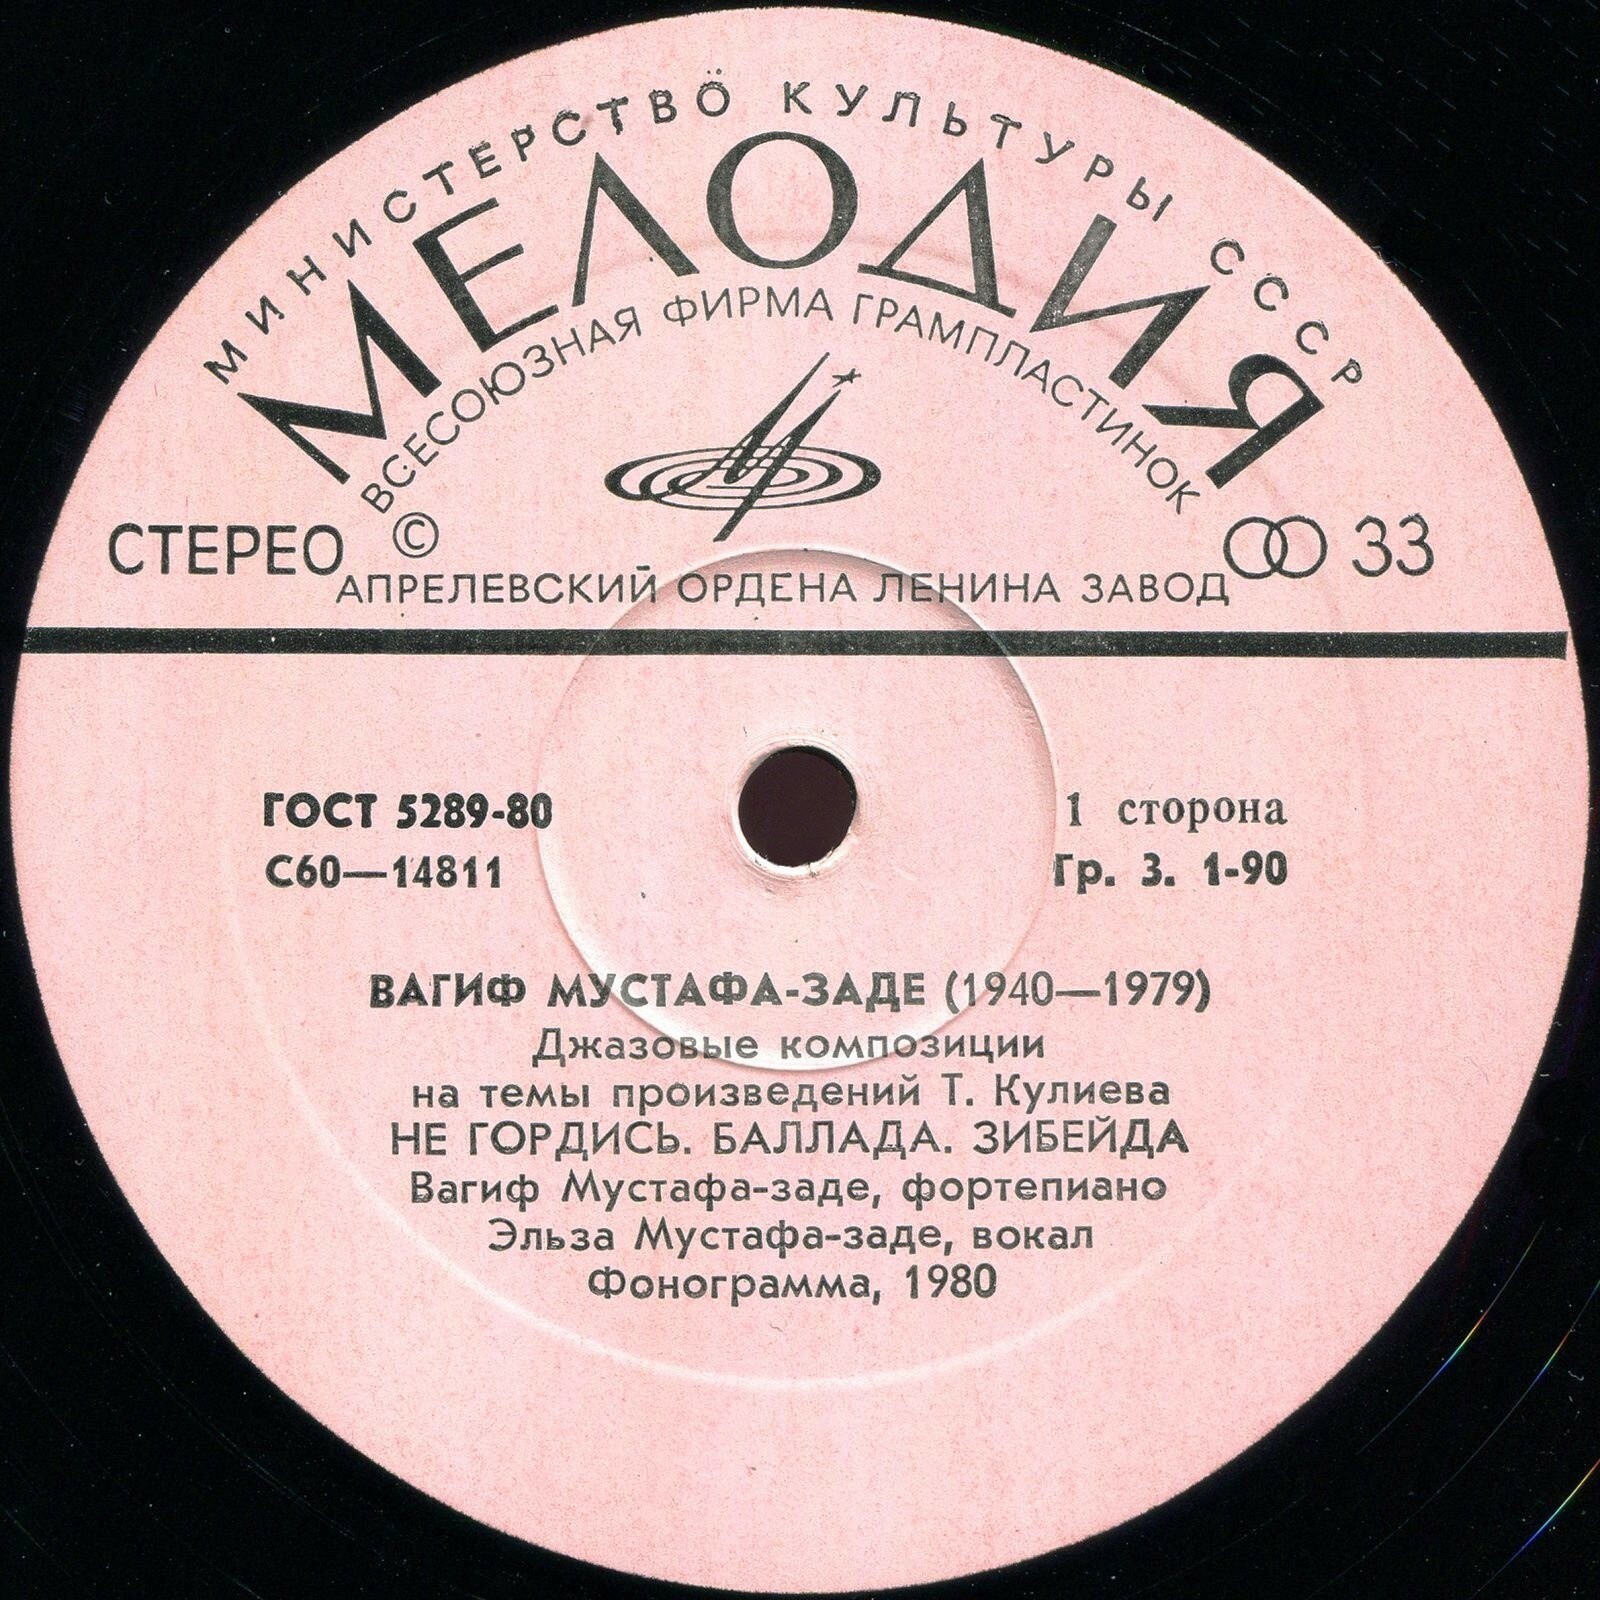 МИНИСТЕРСТВО КУЛЬТУРЫ СССР
МЕЛОДИЯ
ВСЕСОЮЗНАЯ ФИРМА ГРАМПЛАСТИНОК
СТЕРЕО © 33
АПРЕЛЕВСКИЙ ОРДЕНА ЛЕНИНА ЗАВОД
ГОСТ 5289-80 1 сторона
С60—14811 Гр. 3. 1-90
ВАГИФ МУСТАФА-ЗАДЕ (1940—1979)
Джазовые композиции
на темы произведений Т. Кулиева
НЕ ГОРДИСЬ. БАЛЛАДА. ЗИБЕЙДА
Вагиф Мустафа-заде, фортепиано
Эльза Мустафа-заде, вокал
Фонограмма, 1980